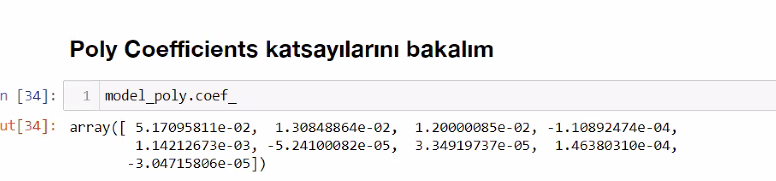 Poly Coefficients katsayılarını bakalım
n [34]: 1 model_poly.coef_
ut[34]: array([ 5.17095811e-02, 1.30848864e-02, 1.20000085e-02, -1.10892474e-04,
1.14212673e-03, -5.24100082e-05, 3.34919737e-05, 1.46380310e-04,
-3.04715806e-05])